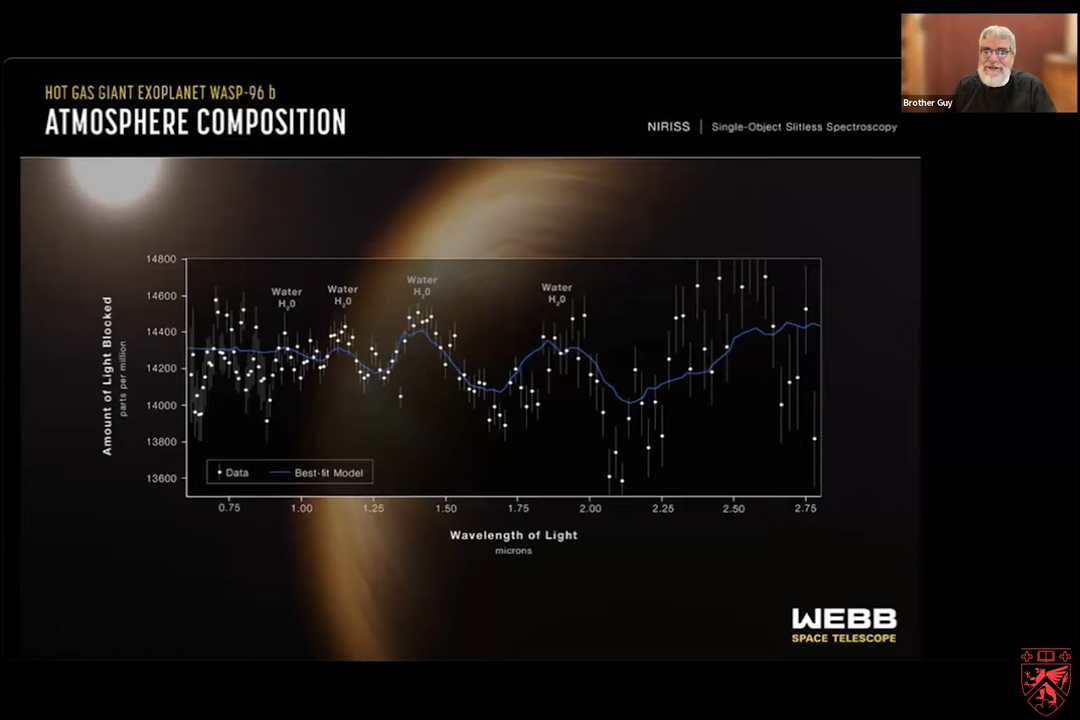 HOT GAS GIANT EXOPLANET WASP-96 b
ATMOSPHERE COMPOSITION
NIRISS | Single-Object Slitless Spectroscopy
Brother Guy
Amount of Light Blocked
parts per million
14800
14600
14400
14200
14000
13800
13600
Water
H2O
Water
H2O
Water
H2O
Water
H2O
Data
Best-fit Model
0.75 1.00 1.25 1.50 1.75 2.00 2.25 2.50 2.75
Wavelength of Light
microns
WEBB
SPACE TELESCOPE